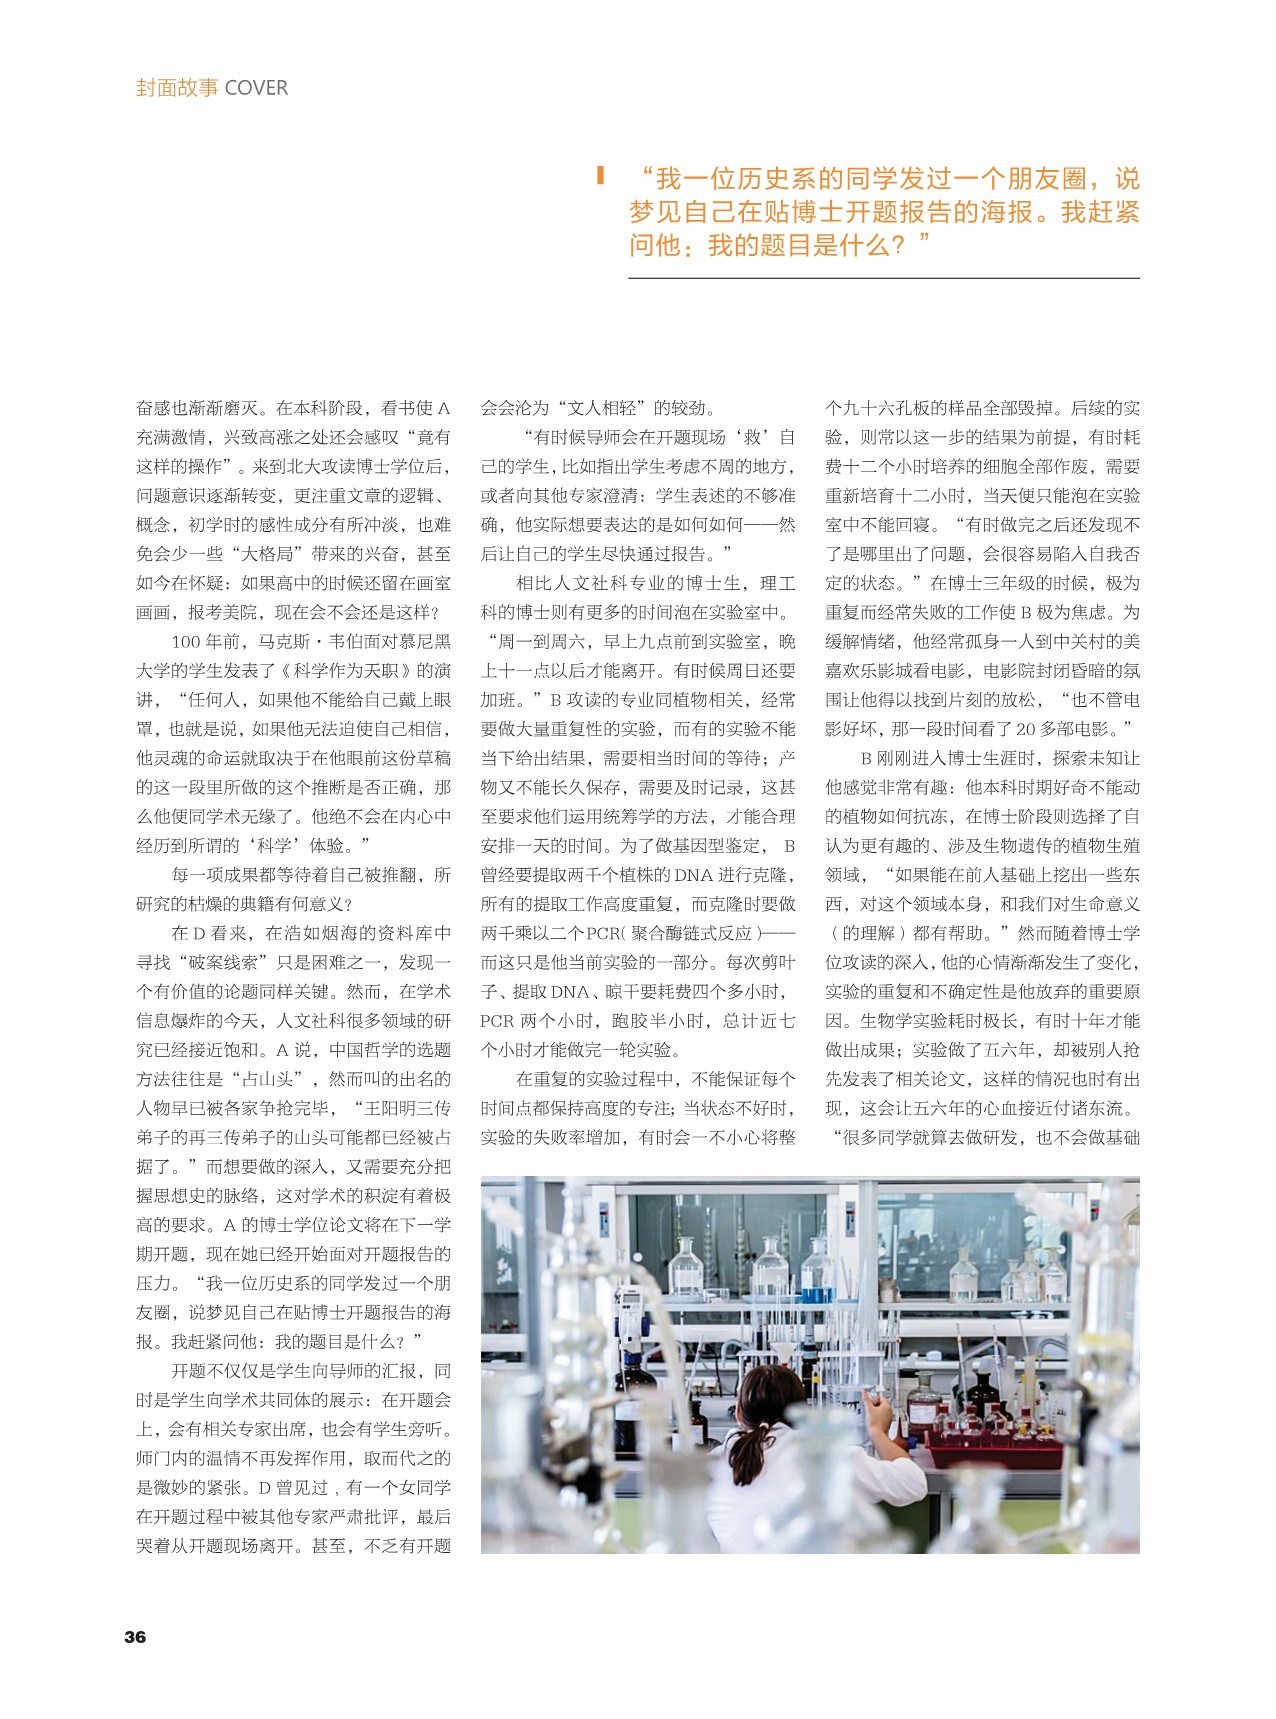 封面故事 COVER
“我一位历史系的同学发过一个朋友圈，说
梦见自己在贴博士开题报告的海报。我赶紧
问他：我的题目是什么？”
奋感也渐渐磨灭。在本科阶段，看书使 A
充满激情，兴致高涨之处还会感叹“竟有
这样的操作”。来到北大攻读博士学位后，
问题意识逐渐转变，更注重文章的逻辑、
概念，初学时的感性成分有所冲淡，也难
免会少一些“大格局”带来的兴奋，甚至
如今在怀疑：如果高中的时候还留在画室
画画，报考美院，现在会不会还是这样？
100 年前，马克斯·韦伯面对慕尼黑
大学的学生发表了《科学作为天职》的演
讲，“任何人，如果他不能给自己戴上眼
罩，也就是说，如果他无法迫使自己相信，
他灵魂的命运就取决于在他眼前这份草稿
的这一段里所做的这个推断是否正确，那
么他便同学术无缘了。他绝不会在内心中
经历到所谓的‘科学’体验。”
每一项成果都等待着自己被推翻，所
研究的枯燥的典籍有何意义？
在 D 看来，在浩如烟海的资料库中
寻找“破案线索”只是困难之一，发现一
个有价值的论题同样关键。然而，在学术
信息爆炸的今天，人文社科很多领域的研
究已经接近饱和。A 说，中国哲学的选题
方法往往是“占山头”，然而叫的出名的
人物早已被各家争抢完毕，“王阳明三传
弟子的再三传弟子的山头可能都已经被占
据了。”而想要做的深入，又需要充分把
握思想史的脉络，这对学术的积淀有着极
高的要求。A 的博士学位论文将在下一学
期开题，现在她已经开始面对开题报告的
压力。“我一位历史系的同学发过一个朋
友圈，说梦见自己在贴博士开题报告的海
报。我赶紧问他：我的题目是什么？”
开题不仅仅是学生向导师的汇报，同
时是学生向学术共同体的展示：在开题会
上，会有相关专家出席，也会有学生旁听。
师门内的温情不再发挥作用，取而代之的
是微妙的紧张。D 曾见过，有一个女同学
在开题过程中被其他专家严肃批评，最后
哭着从开题现场离开。甚至，不乏有开题
会会沦为“文人相轻”的较劲。
“有时候导师会在开题现场‘救’自
己的学生，比如指出学生考虑不周的地方，
或者向其他专家澄清：学生表述的不够准
确，他实际想要表达的是如何如何——然
后让自己的学生尽快通过报告。”
相比人文社科专业的博士生，理工
科的博士则有更多的时间泡在实验室中。
“周一到周六，早上九点前到实验室，晚
上十一点以后才能离开。有时候周日还要
加班。”B 攻读的专业同植物相关，经常
要做大量重复性的实验，而有的实验不能
当下给出结果，需要相当时间的等待；产
物又不能长久保存，需要及时记录，这甚
至要求他们运用统筹学的方法，才能合理
安排一天的时间。为了做基因型鉴定， B
曾经要提取两千个植株的 DNA 进行克隆，
所有的提取工作高度重复，而克隆时要做
两千乘以二个PCR（聚合酶链式反应）——
而这只是他当前实验的一部分。每次剪叶
子、提取 DNA、晾干要耗费四个多小时，
PCR 两个小时，跑胶半小时，总计近七
个小时才能做完一轮实验。
在重复的实验过程中，不能保证每个
时间点都保持高度的专注；当状态不好时，
实验的失败率增加，有时会一不小心将整
个九十六孔板的样品全部毁掉。后续的实
验，则常以这一步的结果为前提，有时耗
费十二个小时培养的细胞全部作废，需要
重新培育十二小时，当天便只能泡在实验
室中不能回寝。“有时做完之后还发现不
了是哪里出了问题，会很容易陷入自我否
定的状态。”在博士三年级的时候，极为
重复而经常失败的工作使 B 极为焦虑。为
缓解情绪，他经常孤身一人到中关村的美
嘉欢乐影城看电影，电影院封闭昏暗的氛
围让他得以找到片刻的放松，“也不管电
影好坏，那一段时间看了 20 多部电影。”
B 刚刚进入博士生涯时，探索未知让
他感觉非常有趣：他本科时期好奇不能动
的植物如何抗冻，在博士阶段则选择了自
认为更有趣的、涉及生物遗传的植物生殖
领域，“如果能在前人基础上挖出一些东
西，对这个领域本身，和我们对生命意义
（的理解）都有帮助。”然而随着博士学
位攻读的深入，他的心情渐渐发生了变化，
实验的重复和不确定性是他放弃的重要原
因。生物学实验耗时极长，有时十年才能
做出成果；实验做了五六年，却被别人抢
先发表了相关论文，这样的情况也时有出
现，这会让五六年的心血接近付诸东流。
“很多同学就算去做研发，也不会做基础
36